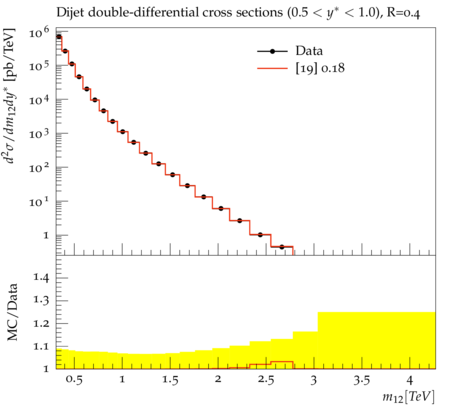 Dijet double-differential cross sections (0.5 < y* < 1.0), R=0.4
d²σ/dm₁₂dy* [pb/TeV]
10⁶
10⁵
10⁴
10³
10²
10¹
1
Data
[19] 0.18
MC/Data
1.4
1.3
1.2
1.1
1
0.5 1 1.5 2 2.5 3 3.5 4
m₁₂[TeV]